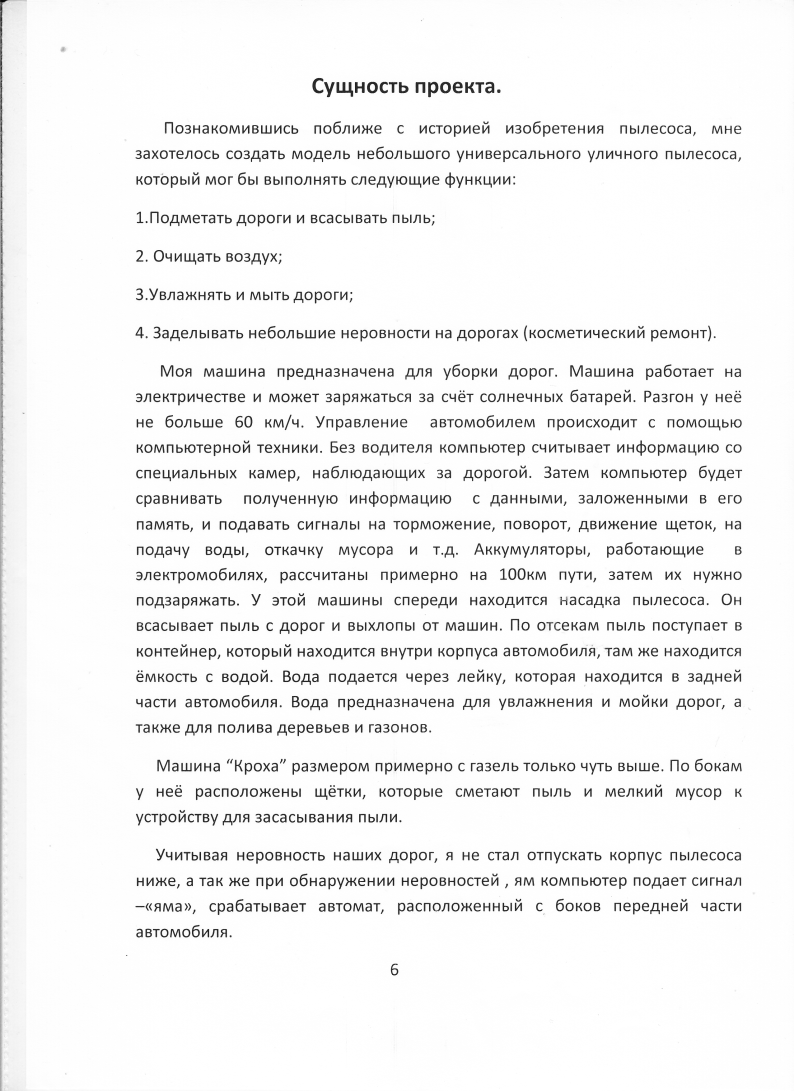 Сущность проекта.
Познакомившись поближе с историей изобретения пылесоса, мне
захотелось создать модель небольшого универсального уличного пылесоса,
который мог бы выполнять следующие функции:
1.Подметать дороги и всасывать пыль;
2. Очищать воздух;
3.Увлажнять и мыть дороги;
4. Заделывать небольшие неровности на дорогах (косметический ремонт).
Моя машина предназначена для уборки дорог. Машина работает на
электричестве и может заряжаться за счёт солнечных батарей. Разгон у неё
не больше 60 км/ч. Управление автомобилем происходит с помощью
компьютерной техники. Без водителя компьютер считывает информацию со
специальных камер, наблюдающих за дорогой. Затем компьютер будет
сравнивать полученную информацию с данными, заложенными в его
память, и подавать сигналы на торможение, поворот, движение щеток, на
подачу воды, откачку мусора и т.д. Аккумуляторы, работающие в
электромобилях, рассчитаны примерно на 100км пути, затем их нужно
подзаряжать. У этой машины спереди находится насадка пылесоса. Он
всасывает пыль с дорог и выхлопы от машин. По отсекам пыль поступает в
контейнер, который находится внутри корпуса автомобиля, там же находится
ёмкость с водой. Вода подается через лейку, которая находится в задней
части автомобиля. Вода предназначена для увлажнения и мойки дорог, а
также для полива деревьев и газонов.
Машина “Кроха” размером примерно с газель только чуть выше. По бокам
у неё расположены щётки, которые сметают пыль и мелкий мусор к
устройству для засасывания пыли.
Учитывая неровность наших дорог, я не стал отпускать корпус пылесоса
ниже, а так же при обнаружении неровностей , ям компьютер подает сигнал
–«яма», срабатывает автомат, расположенный с боков передней части
автомобиля.
6